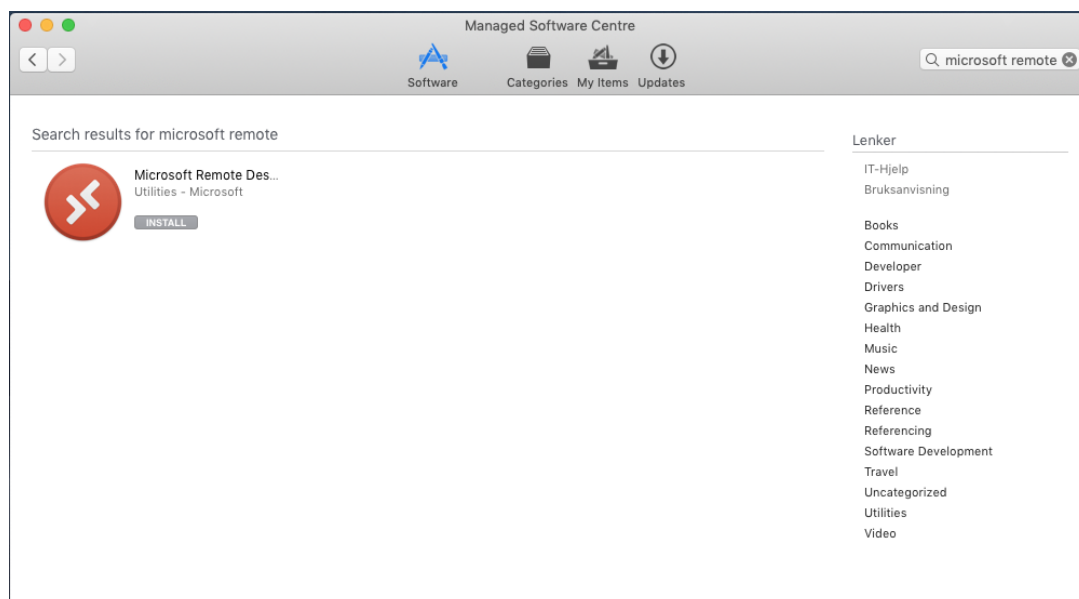 Managed Software Centre
Software
Categories
My Items
Updates
microsoft remote
Search results for microsoft remote
Microsoft Remote Des...
Utilities - Microsoft
INSTALL
Lenker
IT-Hjelp
Bruksanvisning
Books
Communication
Developer
Drivers
Graphics and Design
Health
Music
News
Productivity
Reference
Referencing
Software Development
Travel
Uncategorized
Utilities
Video